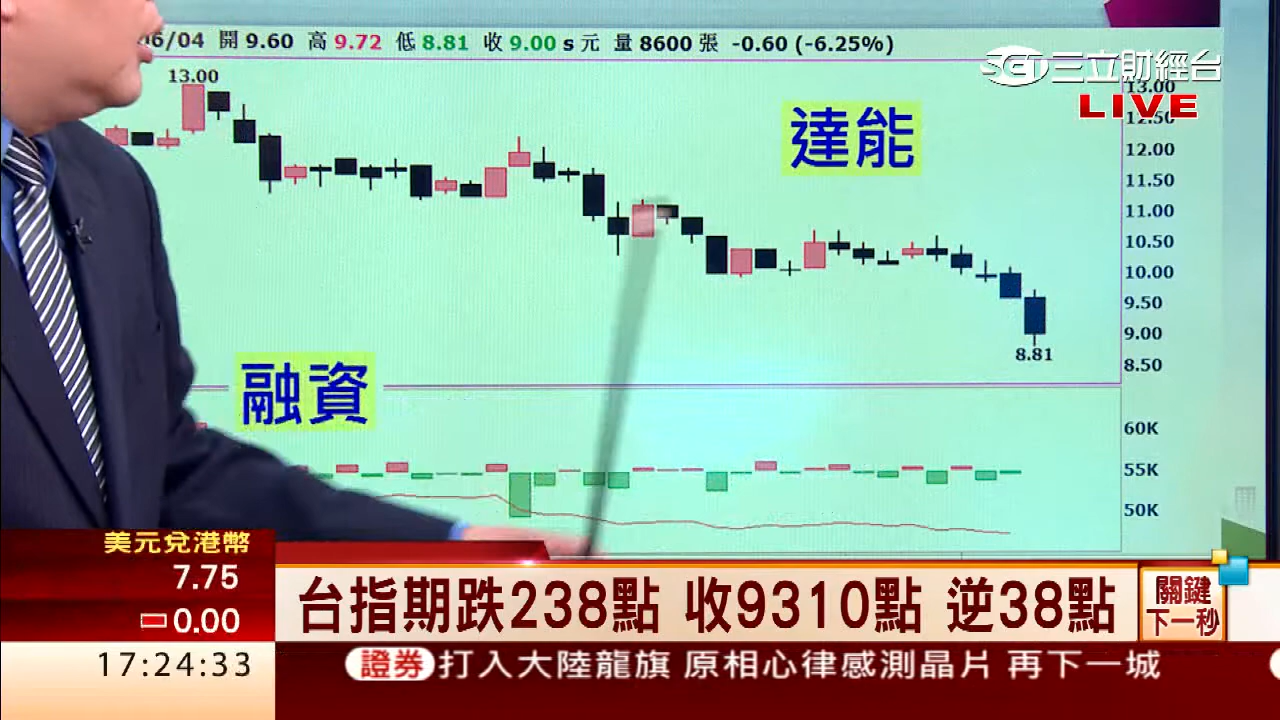 06/04 開 9.60 高 9.72 低 8.81 收 9.00 s 元 量 8600 張 -0.60 (-6.25%)
SET 三立財經台
LIVE
13.00
達能
13.00
12.50
12.00
11.50
11.00
10.50
10.00
9.50
9.00
8.50
8.81
融資
60K
55K
50K
美元兌港幣
7.75
0.00
台指期跌238點 收9310點 逆38點
關鍵
下一秒
17:24:33
證券 打入大陸龍旗 原相心律感測晶片 再下一城